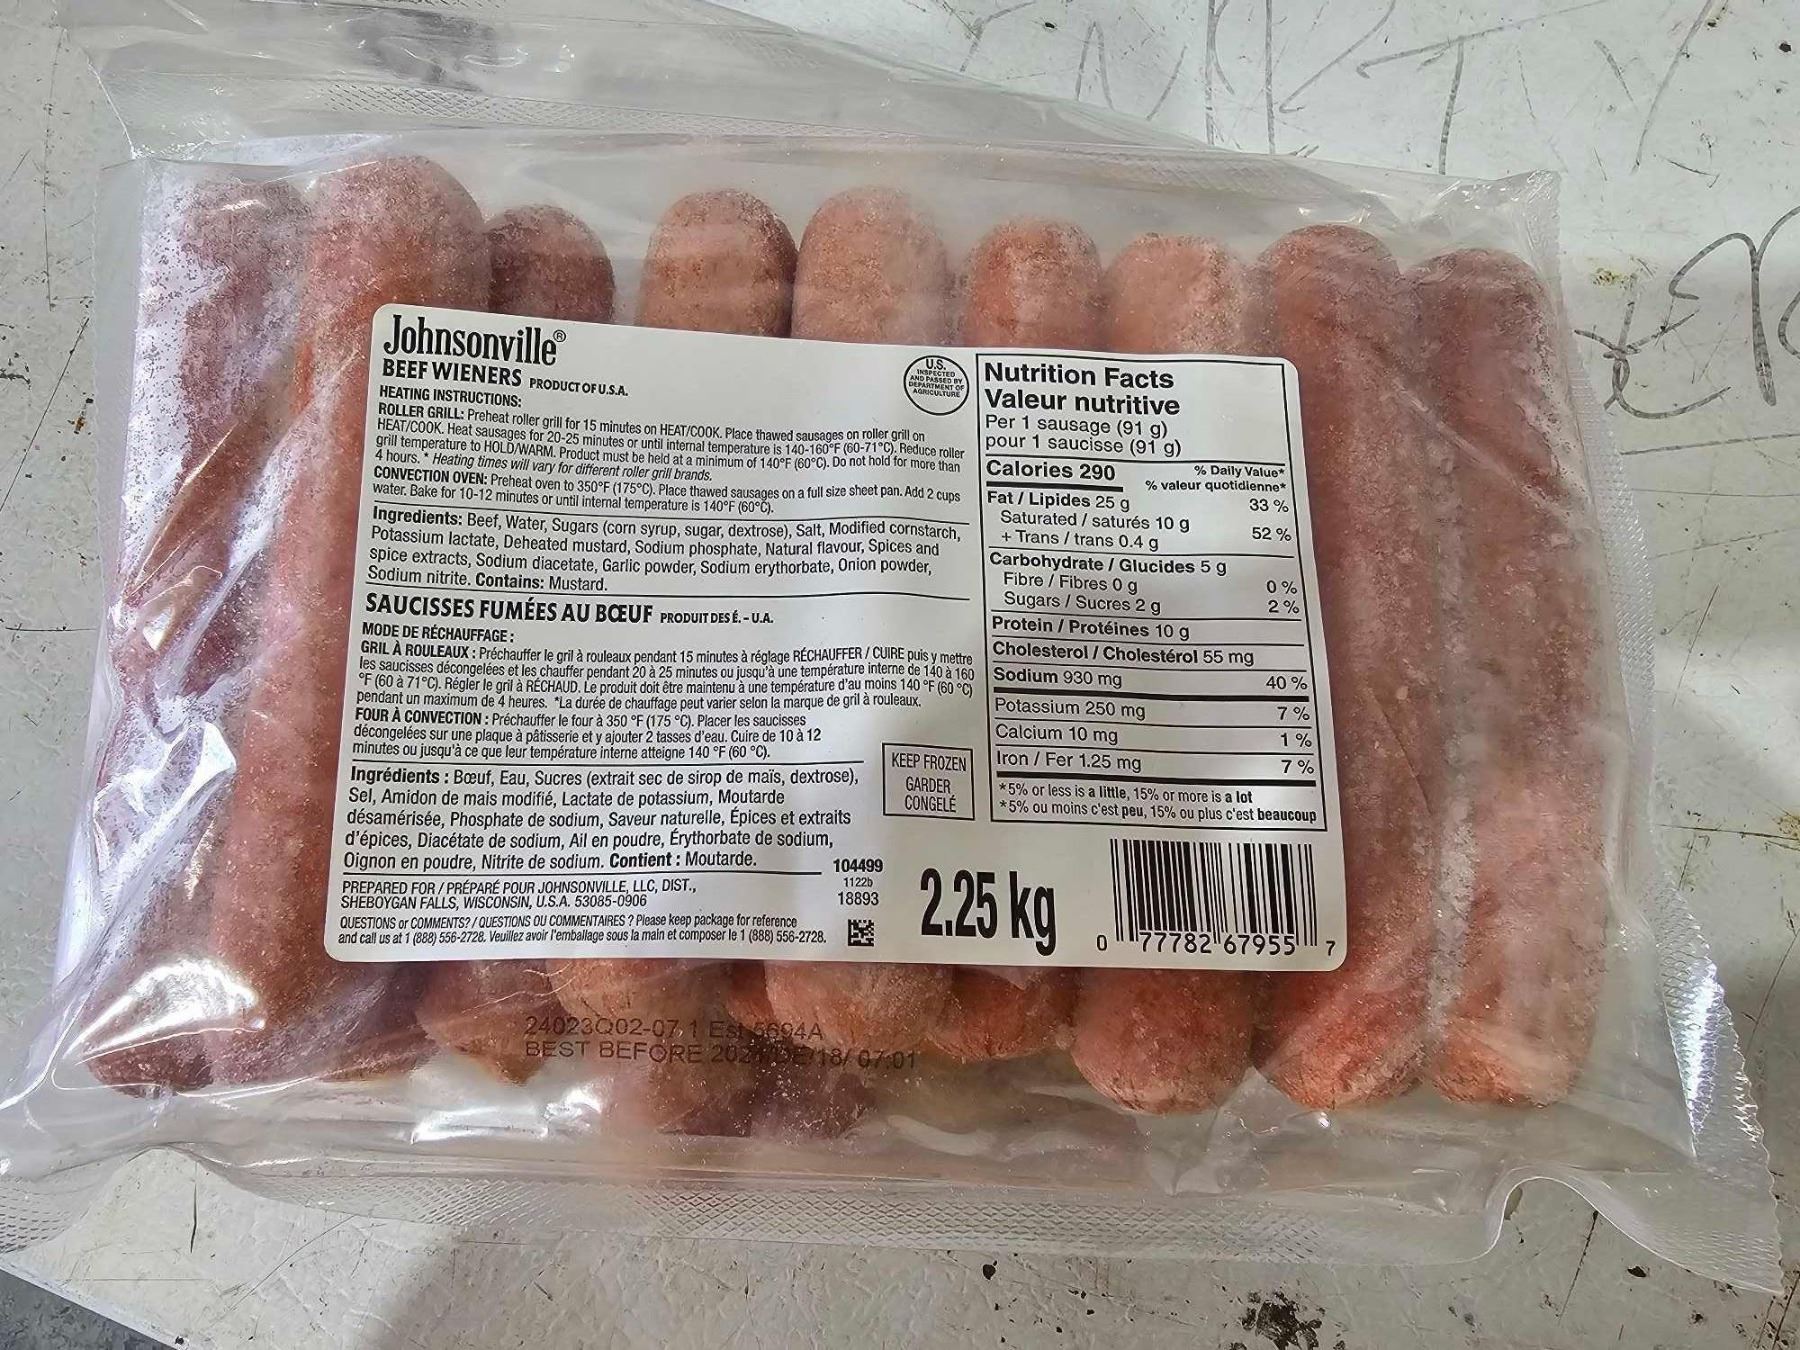 Johnsonville®
BEEF WIENERS PRODUCT OF U.S.A.
HEATING INSTRUCTIONS:
ROLLER GRILL: Preheat roller grill for 15 minutes on HEAT/COOK. Place thawed sausages on roller grill on
HEAT/COOK. Heat sausages for 20-25 minutes or until internal temperature is 140-160°F (60-71°C). Reduce roller
grill temperature to HOLD/WARM. Product must be held at a minimum of 140°F (60°C). Do not hold for more than
4 hours. * Heating times will vary for different roller grill brands.
CONVECTION OVEN: Preheat oven to 350°F (175°C). Place thawed sausages on a full size sheet pan. Add 2 cups
water. Bake for 10-12 minutes or until internal temperature is 140°F (60°C).
Ingredients: Beef, Water, Sugars (corn syrup, sugar, dextrose), Salt, Modified cornstarch,
Potassium lactate, Deheated mustard, Sodium phosphate, Natural flavour, Spices and
spice extracts, Sodium diacetate, Garlic powder, Sodium erythorbate, Onion powder,
Sodium nitrite. Contains: Mustard.
SAUCISSES FUMÉES AU BŒUF PRODUIT DES É.-U.A.
MODE DE RÉCHAUFFAGE :
GRIL À ROULEAUX : Préchauffer le gril à rouleaux pendant 15 minutes à réglage RÉCHAUFFER / CUIRE puis y mettre
les saucisses décongelées et les chauffer pendant 20 à 25 minutes ou jusqu'à une température interne de 140 à 160
°F (60 à 71°C). Régler le gril à RÉCHAUD. Le produit doit être maintenu à une température d'au moins 140 °F (60 °C)
pendant un maximum de 4 heures. *La durée de chauffage peut varier selon la marque de gril à rouleaux.
FOUR À CONVECTION : Préchauffer le four à 350 °F (175 °C). Placer les saucisses
décongelées sur une plaque à pâtisserie et y ajouter 2 tasses d'eau. Cuire de 10 à 12
minutes ou jusqu'à ce que leur température interne atteigne 140 °F (60 °C).
Ingrédients : Bœuf, Eau, Sucres (extrait sec de sirop de maïs, dextrose),
Sel, Amidon de mais modifié, Lactate de potassium, Moutarde
désamérisée, Phosphate de sodium, Saveur naturelle, Épices et extraits
d'épices, Diacétate de sodium, Ail en poudre, Érythorbate de sodium,
Oignon en poudre, Nitrite de sodium. Contient : Moutarde.
PREPARED FOR / PRÉPARÉ POUR JOHNSONVILLE, LLC, DIST.,
SHEBOYGAN FALLS, WISCONSIN, U.S.A. 53085-0906
QUESTIONS or COMMENTS? / QUESTIONS OU COMMENTAIRES ? Please keep package for reference
and call us at 1 (888) 556-2728. Veuillez avoir l'emballage sous la main et composer le 1 (888) 556-2728.
104499
1122b
18893
KEEP FROZEN
GARDER
CONGELÉ
U.S.
INSPECTED
AND PASSED BY
DEPARTMENT OF
AGRICULTURE
Nutrition Facts
Valeur nutritive
Per 1 sausage (91 g)
pour 1 saucisse (91 g)
Calories 290 % Daily Value*
% valeur quotidienne*
Fat / Lipides 25 g 33 %
Saturated / saturés 10 g
+ Trans / trans 0.4 g 52 %
Carbohydrate / Glucides 5 g
Fibre / Fibres 0 g 0 %
Sugars / Sucres 2 g 2 %
Protein / Protéines 10 g
Cholesterol / Cholestérol 55 mg
Sodium 930 mg 40 %
Potassium 250 mg 7 %
Calcium 10 mg 1 %
Iron / Fer 1.25 mg 7 %
*5% or less is a little, 15% or more is a lot
*5% ou moins c'est peu, 15% ou plus c'est beaucoup
2.25 kg
0 77782 67955 7
24023Q02-07 1 Est 5694A
BEST BEFORE 18/ 07:01